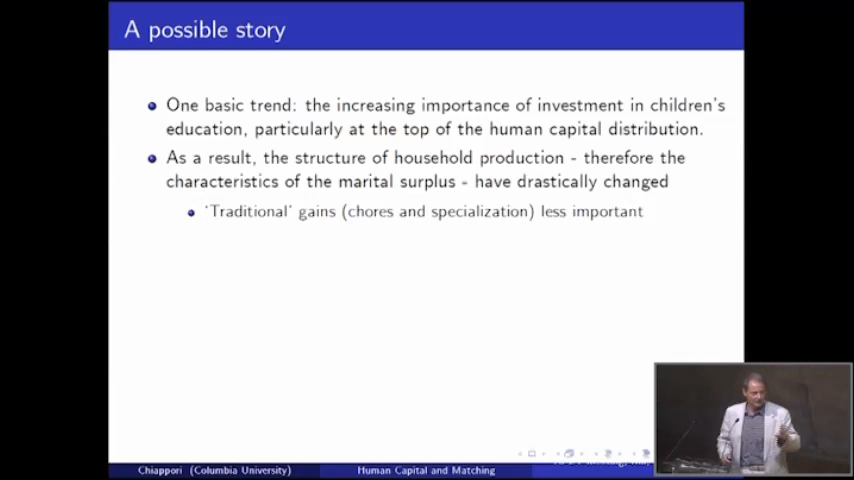 A possible story
One basic trend: the increasing importance of investment in children's
education, particularly at the top of the human capital distribution.
As a result, the structure of household production - therefore the
characteristics of the marital surplus - have drastically changed
'Traditional' gains (chores and specialization) less important
Chiappori (Columbia University)
Human Capital and Matching